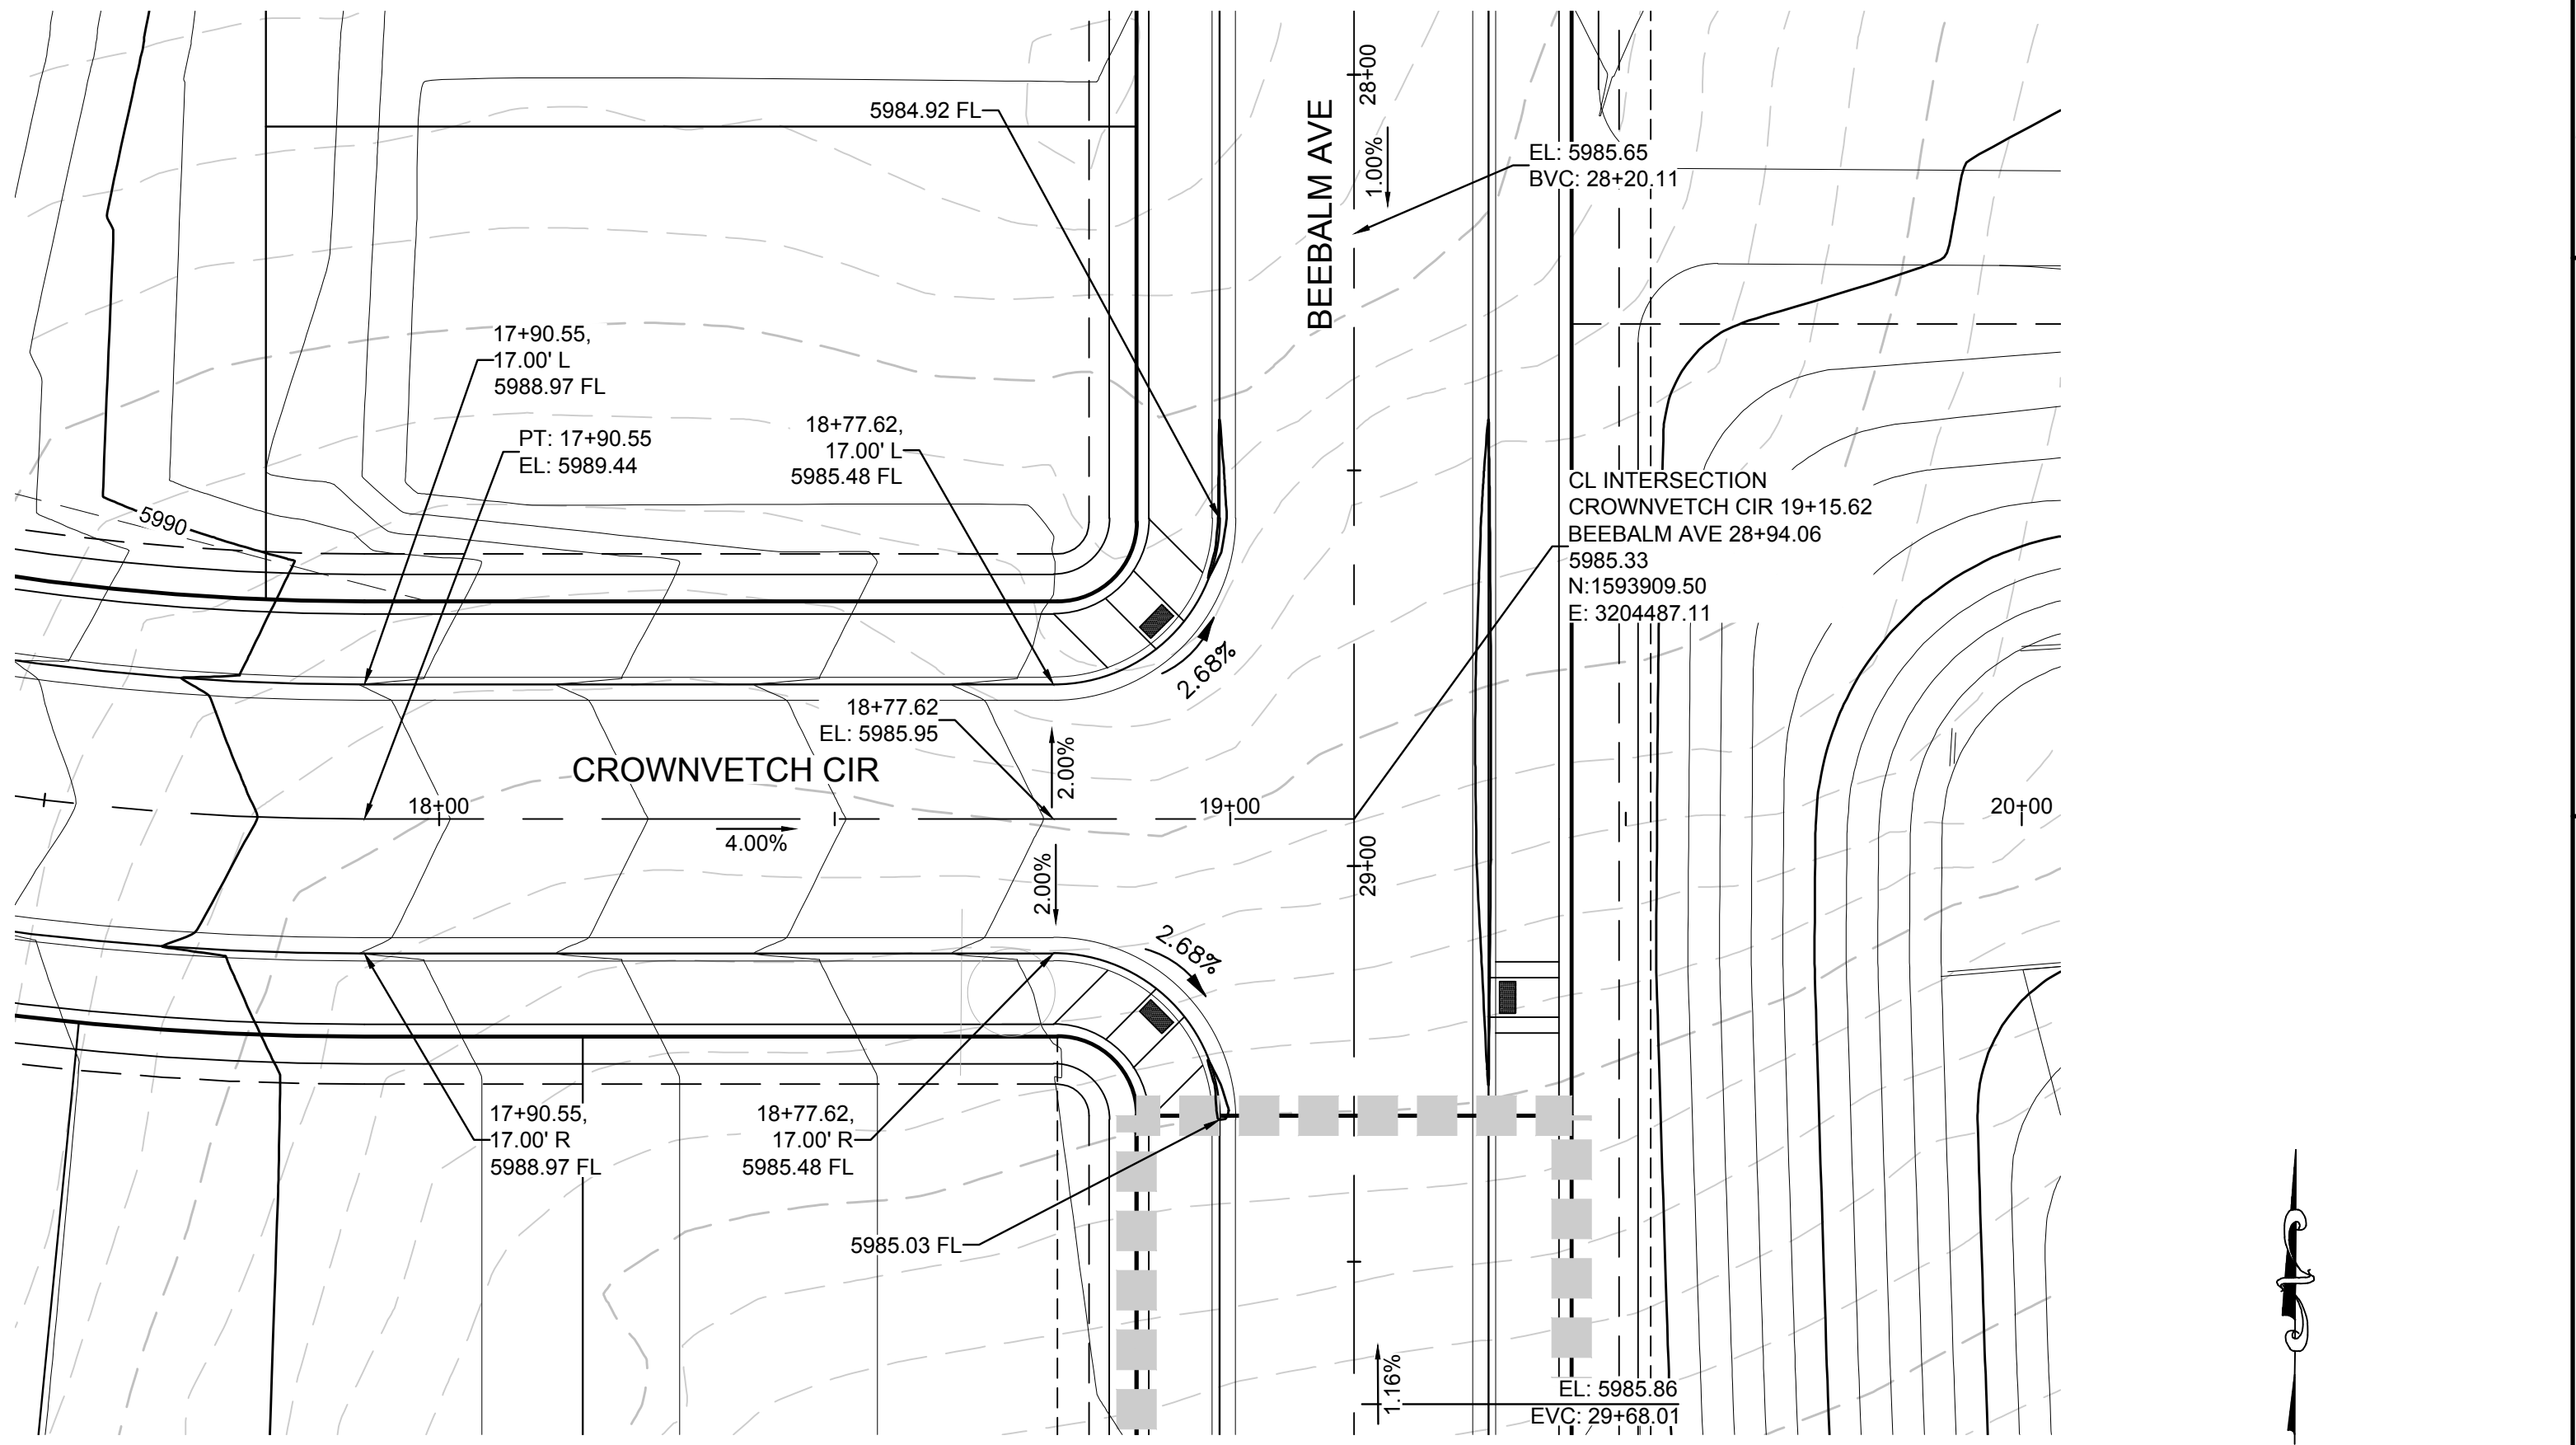 28+00
5984.92 FL
BEEBALM AVE
1.00%
EL: 5985.65
BVC: 28+20.11
17+90.55,
17.00' L
5988.97 FL
PT: 17+90.55
EL: 5989.44
18+77.62,
17.00' L
5985.48 FL
CL INTERSECTION
CROWNVETCH CIR 19+15.62
BEEBALM AVE 28+94.06
5985.33
N:1593909.50
E: 3204487.11
5990
2.68%
18+77.62
EL: 5985.95
CROWNVETCH CIR
2.00%
18+00
19+00
20+00
4.00%
29+00
2.00%
2.68%
17+90.55,
17.00' R
5988.97 FL
18+77.62,
17.00' R
5985.48 FL
5985.03 FL
1.16%
EL: 5985.86
EVC: 29+68.01